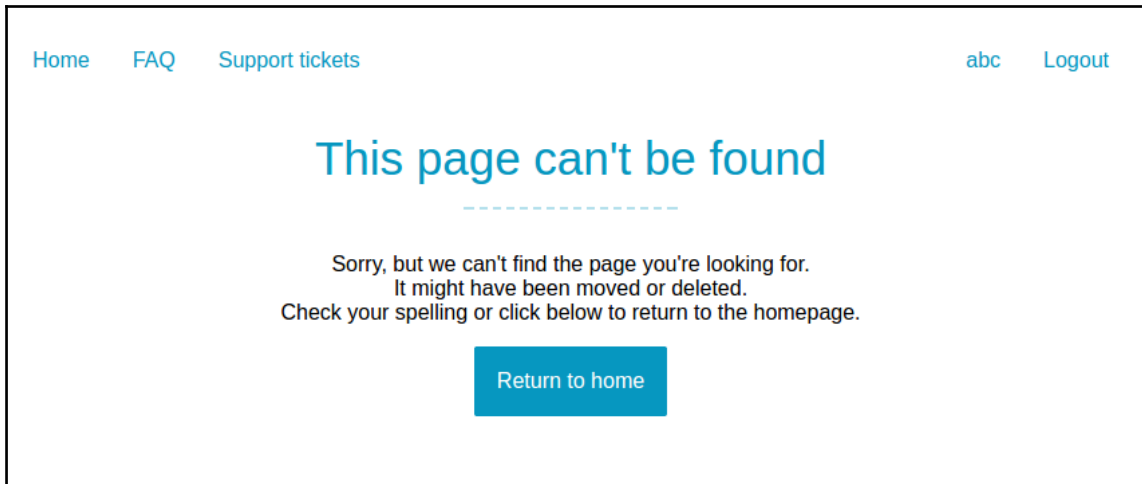 Home FAQ Support tickets abc Logout
This page can't be found
Sorry, but we can't find the page you're looking for.
It might have been moved or deleted.
Check your spelling or click below to return to the homepage.
Return to home